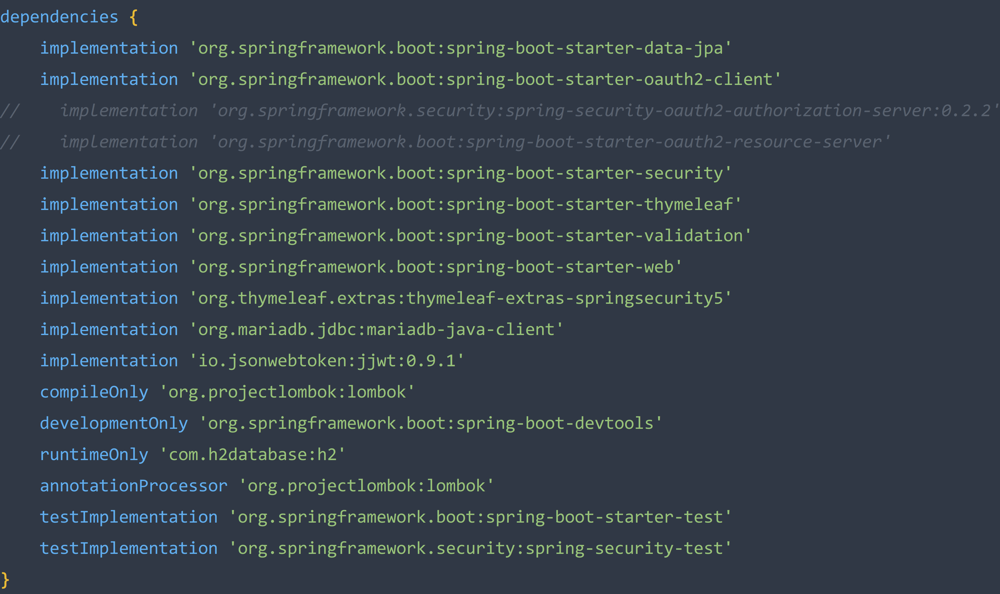 dependencies {
    implementation 'org.springframework.boot:spring-boot-starter-data-jpa'
    implementation 'org.springframework.boot:spring-boot-starter-oauth2-client'
//    implementation 'org.springframework.security:spring-security-oauth2-authorization-server:0.2.2'
//    implementation 'org.springframework.boot:spring-boot-starter-oauth2-resource-server'
    implementation 'org.springframework.boot:spring-boot-starter-security'
    implementation 'org.springframework.boot:spring-boot-starter-thymeleaf'
    implementation 'org.springframework.boot:spring-boot-starter-validation'
    implementation 'org.springframework.boot:spring-boot-starter-web'
    implementation 'org.thymeleaf.extras:thymeleaf-extras-springsecurity5'
    implementation 'org.mariadb.jdbc:mariadb-java-client'
    implementation 'io.jsonwebtoken:jjwt:0.9.1'
    compileOnly 'org.projectlombok:lombok'
    developmentOnly 'org.springframework.boot:spring-boot-devtools'
    runtimeOnly 'com.h2database:h2'
    annotationProcessor 'org.projectlombok:lombok'
    testImplementation 'org.springframework.boot:spring-boot-starter-test'
    testImplementation 'org.springframework.security:spring-security-test'
}